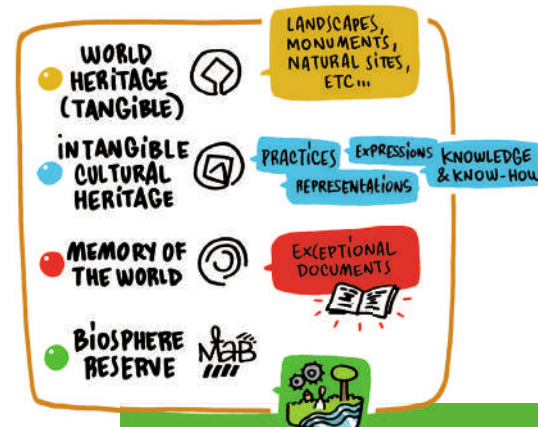 WORLD
HERITAGE
(TANGIBLE)
LANDSCAPES,
MONUMENTS,
NATURAL SITES,
ETC...
INTANGIBLE
CULTURAL
HERITAGE
PRACTICES
EXPRESSIONS
REPRESENTATIONS
KNOWLEDGE
& KNOW-HOW
MEMORY OF
THE WORLD
EXCEPTIONAL
DOCUMENTS
BIOSPHERE
RESERVE
MaB